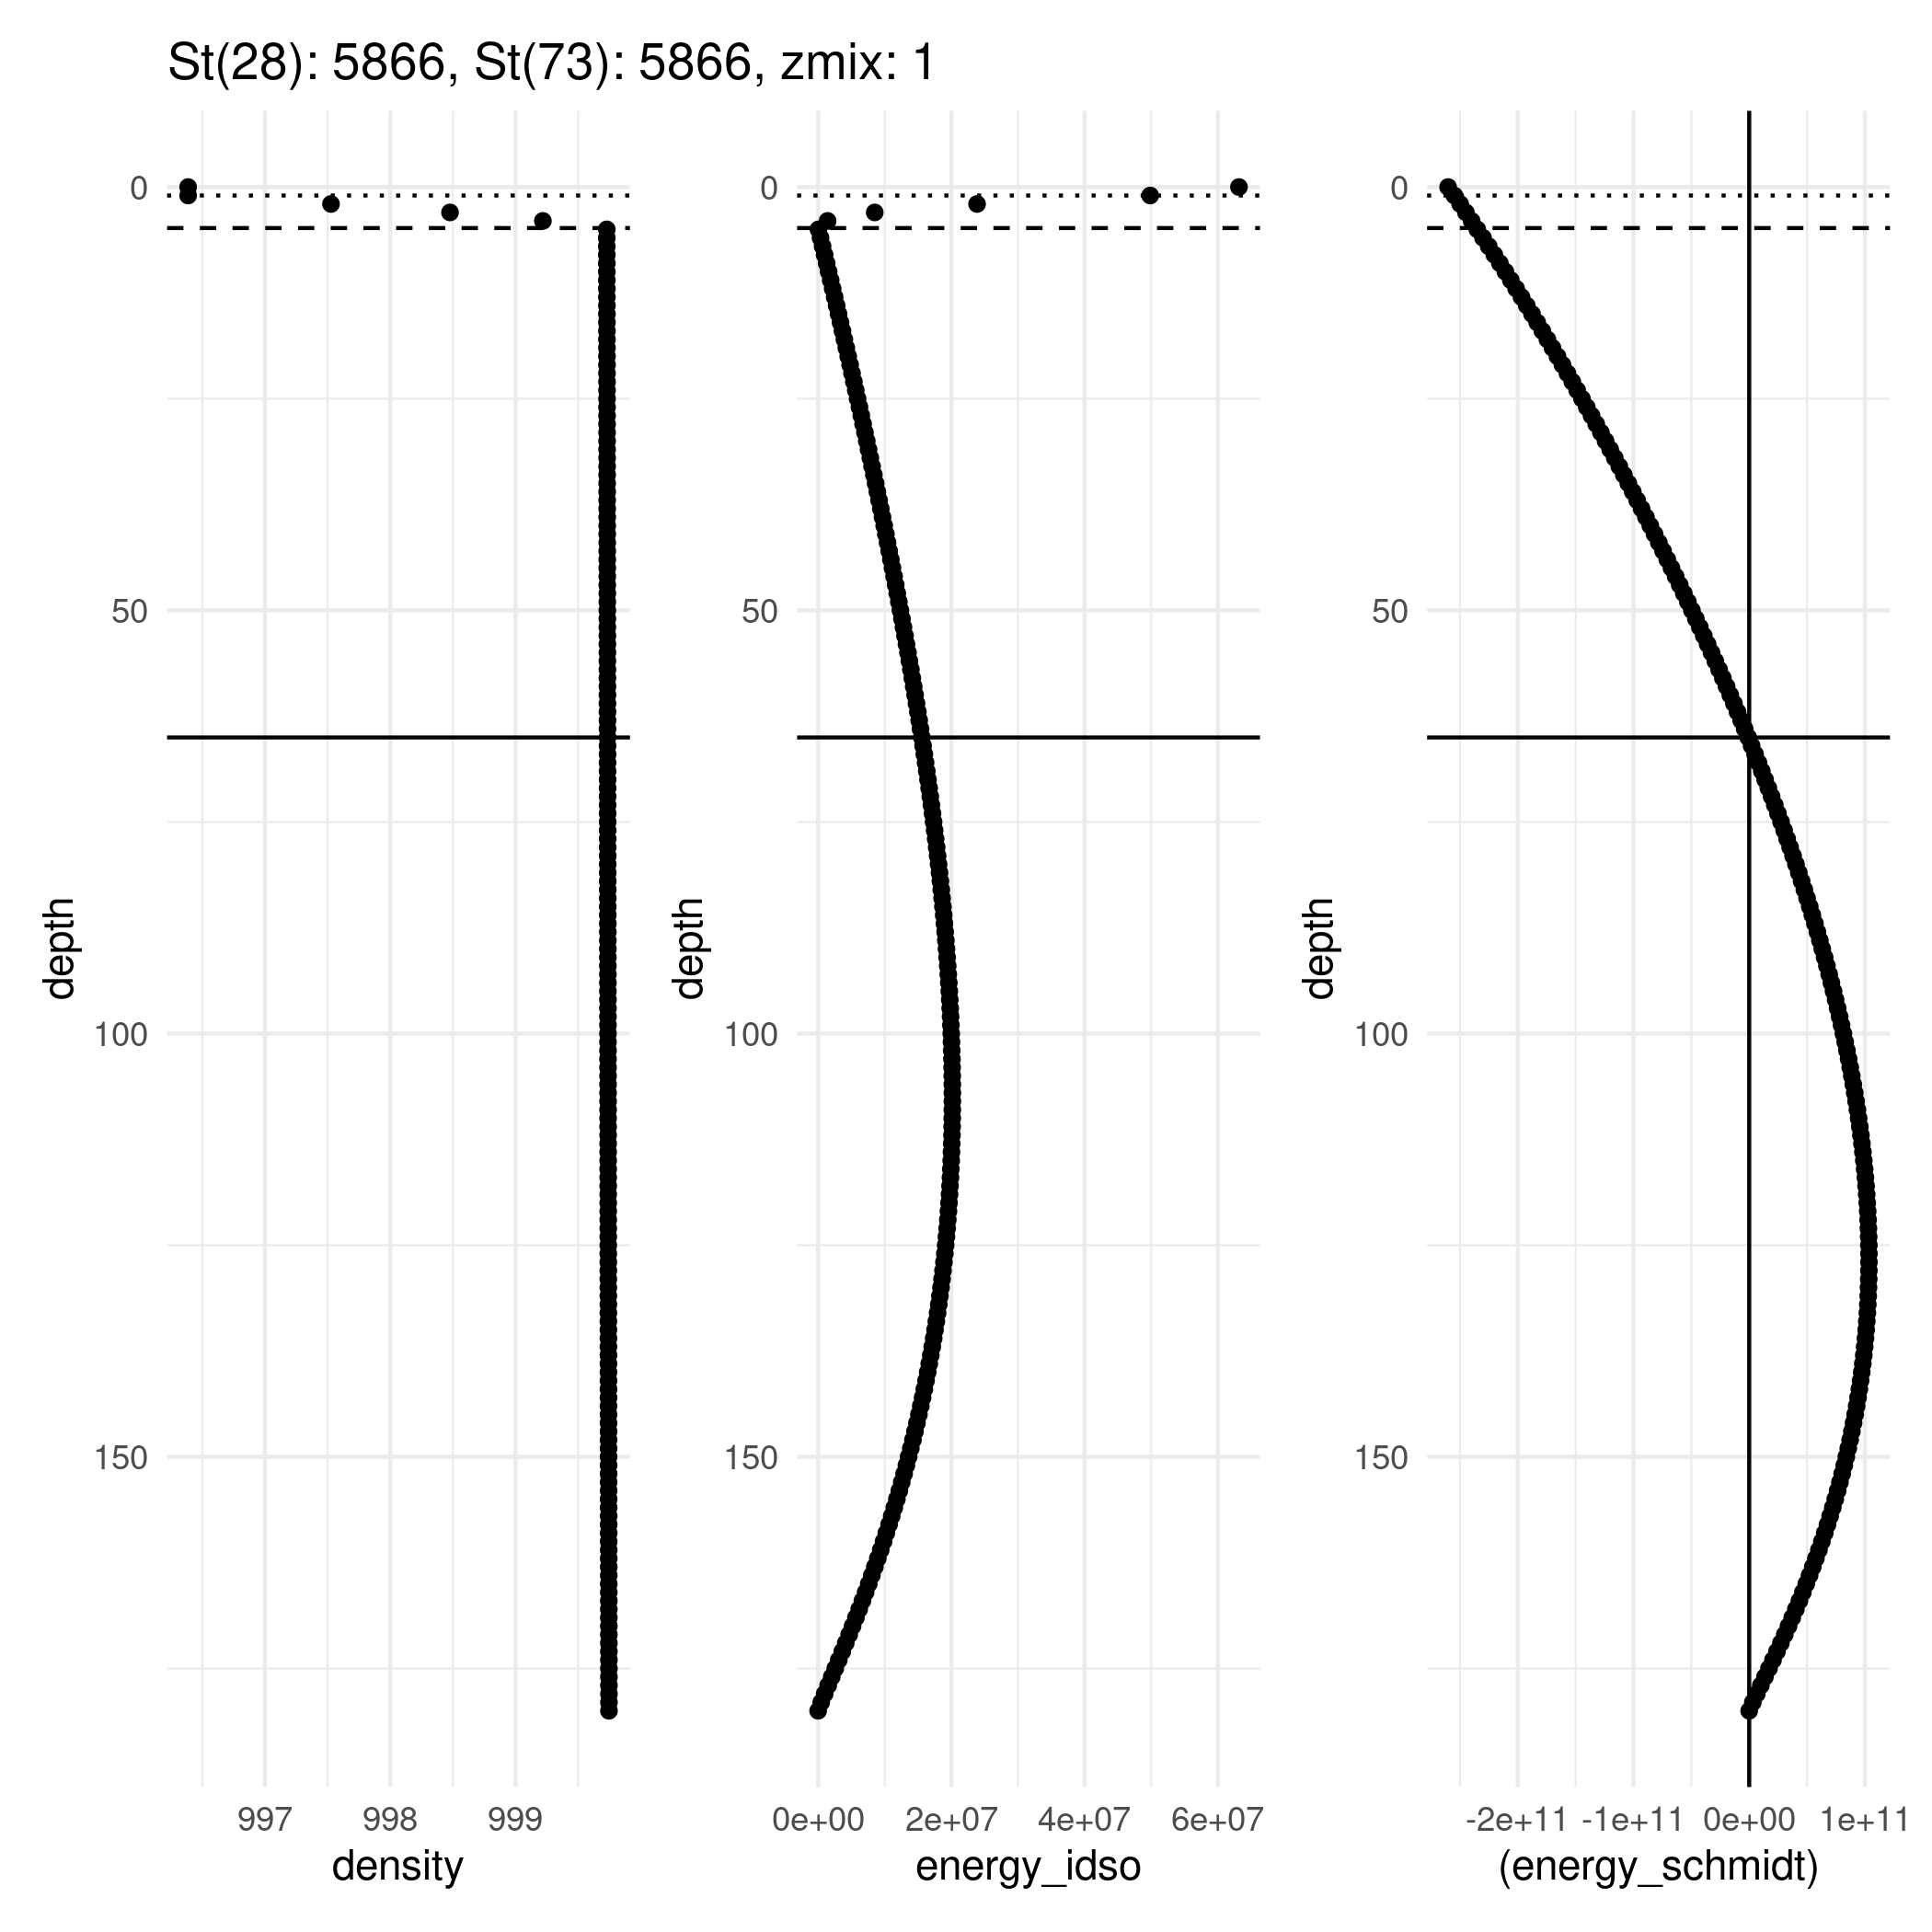 St(28): 5866, St(73): 5866, zmix: 1
0
50
100
150
depth
997 998 999
density
0
50
100
150
depth
0e+00 2e+07 4e+07 6e+07
energy_idso
0
50
100
150
depth
-2e+11 -1e+11 0e+00 1e+11
(energy_schmidt)